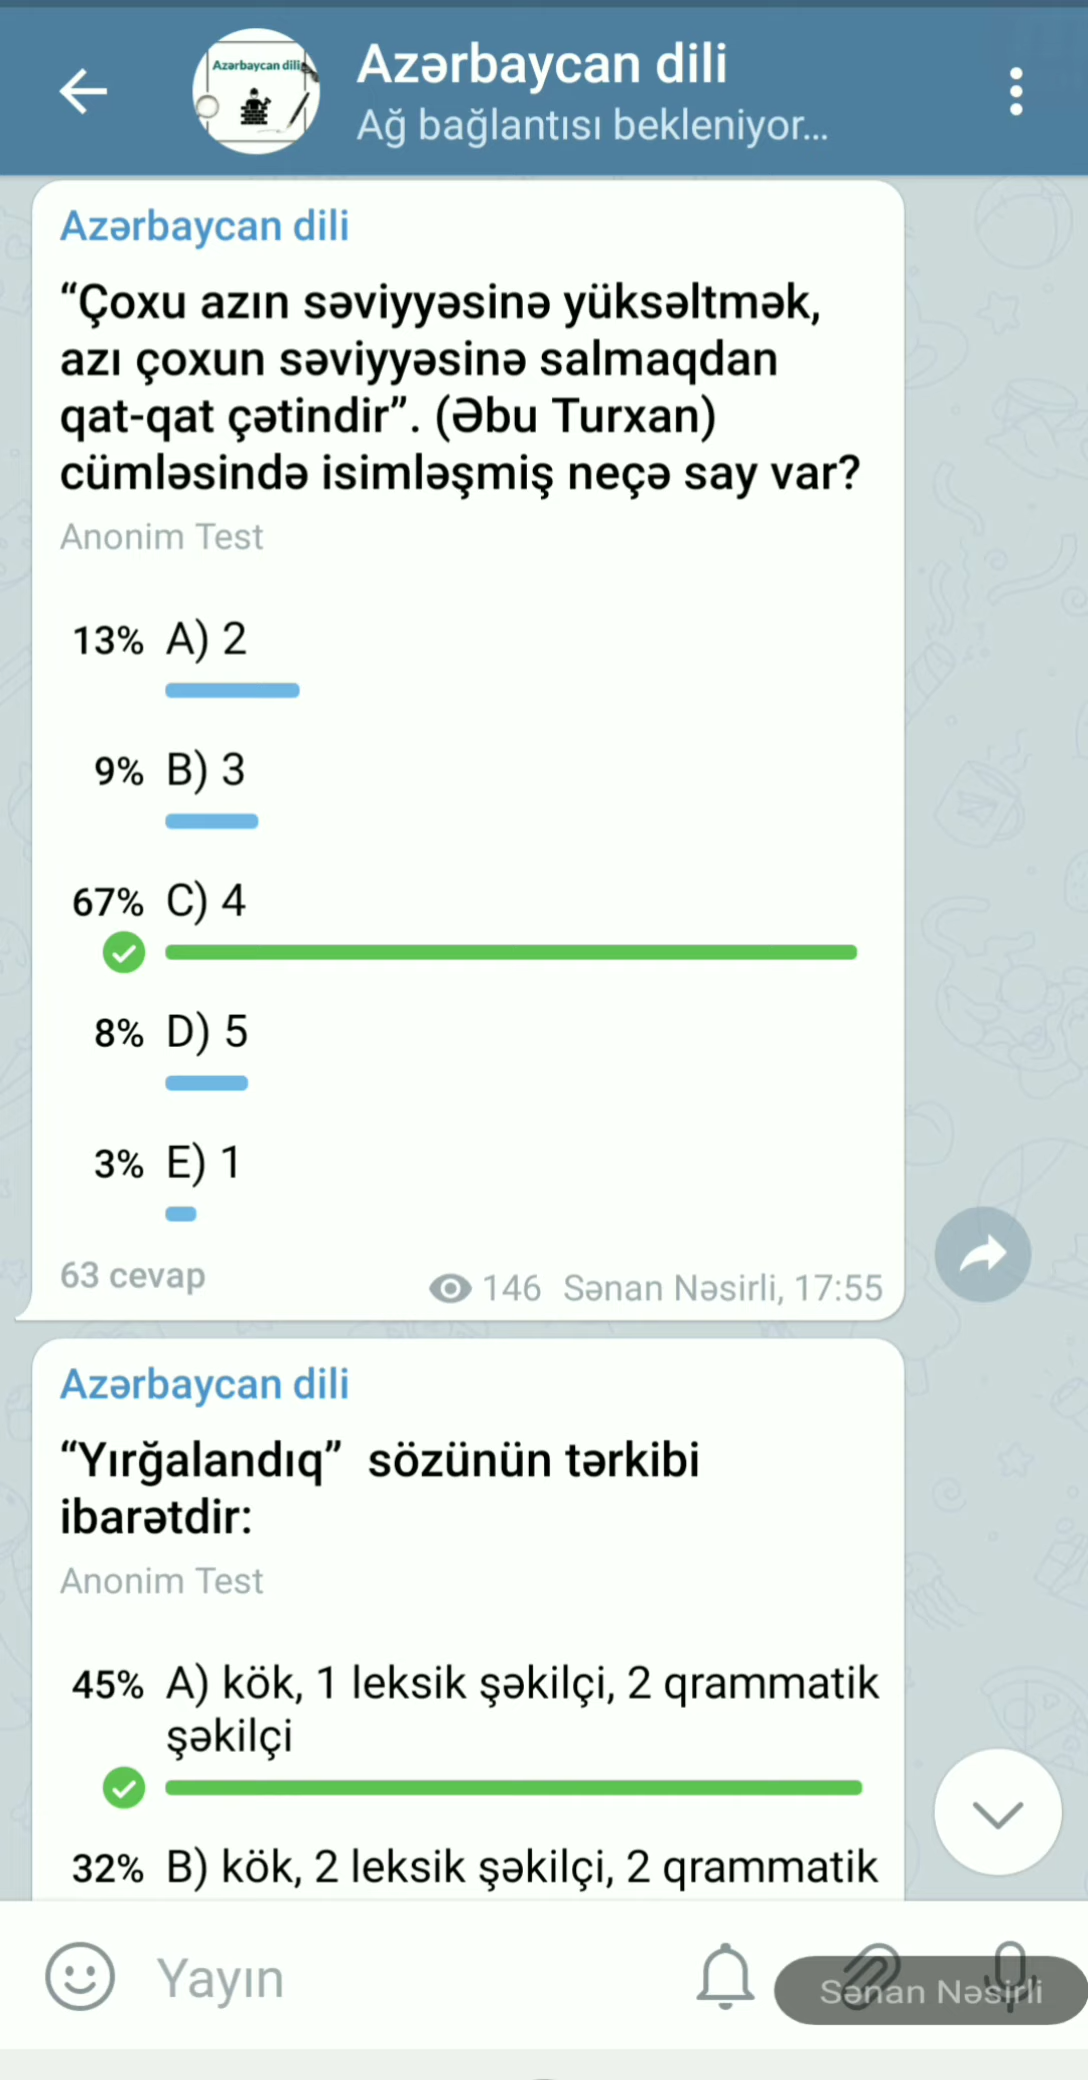 Azərbaycan dili
Azərbaycan dili
Ağ bağlantısı bekleniyor...
Azərbaycan dili
“Çoxu azın səviyyəsinə yüksəltmək,
azı çoxun səviyyəsinə salmaqdan
qat-qat çətindir”. (Əbu Turxan)
cümləsində isimləşmiş neçə say var?
Anonim Test
13% A) 2
9% B) 3
67% C) 4
8% D) 5
3% E) 1
63 cevap
146 Sənan Nəsirli, 17:55
Azərbaycan dili
“Yırğalandıq” sözünün tərkibi
ibarətdir:
Anonim Test
45% A) kök, 1 leksik şəkilçi, 2 qrammatik
şəkilçi
32% B) kök, 2 leksik şəkilçi, 2 qrammatik
Yayın
Sənan Nəsirli